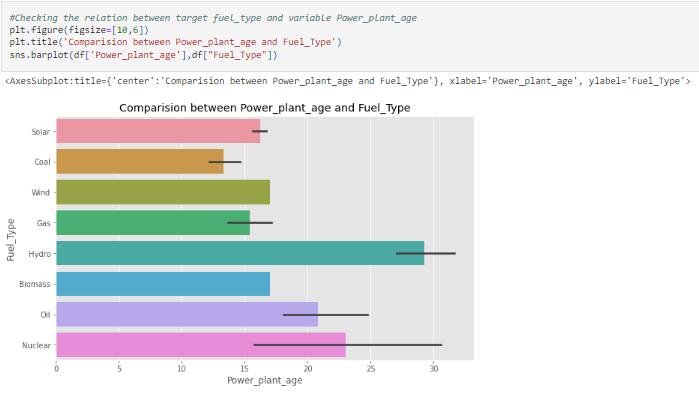 #Checking the relation between target fuel_type and variable Power_plant_age
plt.figure(figsize=[10,6])
plt.title('Comparision between Power_plant_age and Fuel_Type')
sns.barplot(df['Power_plant_age'],df["Fuel_Type"])
<AxesSubplot:title={'center':'Comparision between Power_plant_age and Fuel_Type'}, xlabel='Power_plant_age', ylabel='Fuel_Type'>
Comparision between Power_plant_age and Fuel_Type
Fuel_Type
Solar
Coal
Wind
Gas
Hydro
Biomass
Oil
Nuclear
0 5 10 15 20 25 30
Power_plant_age